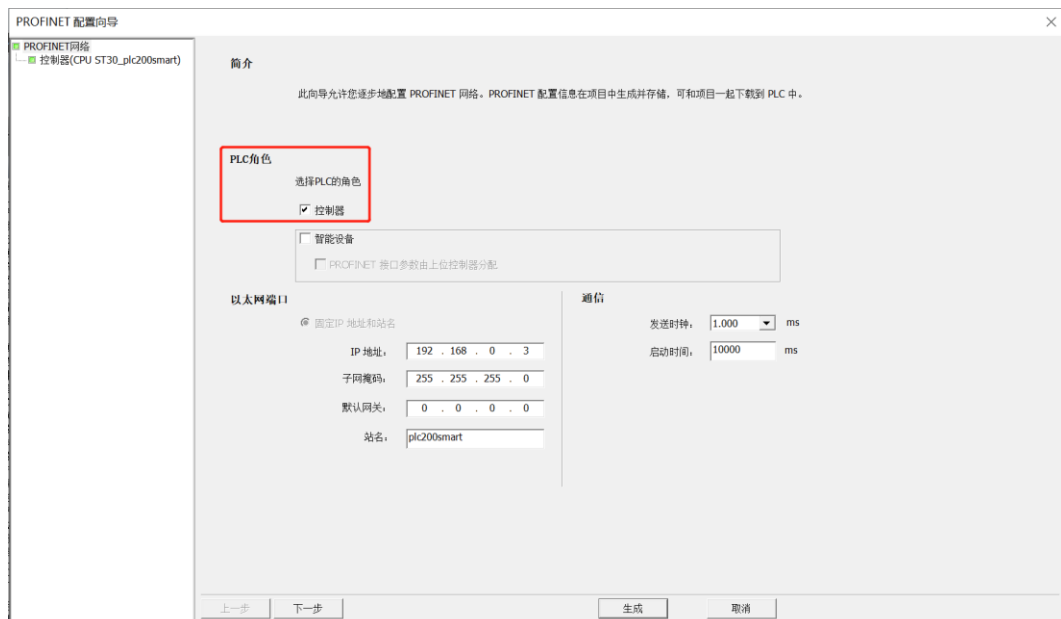 PROFINET 配置向导
PROFINET网络
控制器(CPU ST30_plc200smart)
简介
此向导允许您逐步地配置 PROFINET 网络。PROFINET 配置信息在项目中生成并存储，可和项目一起下载到 PLC 中。
PLC角色
选择PLC的角色
控制器
智能设备
PROFINET 接口参数由上位控制器分配
以太网端口
通信
固定IP 地址和站名
发送时钟：
1.000
ms
IP 地址：
192 . 168 . 0 . 3
启动时间：
10000
ms
子网掩码：
255 . 255 . 255 . 0
默认网关：
0 . 0 . 0 . 0
站名：
plc200smart
上一步
下一步
生成
取消